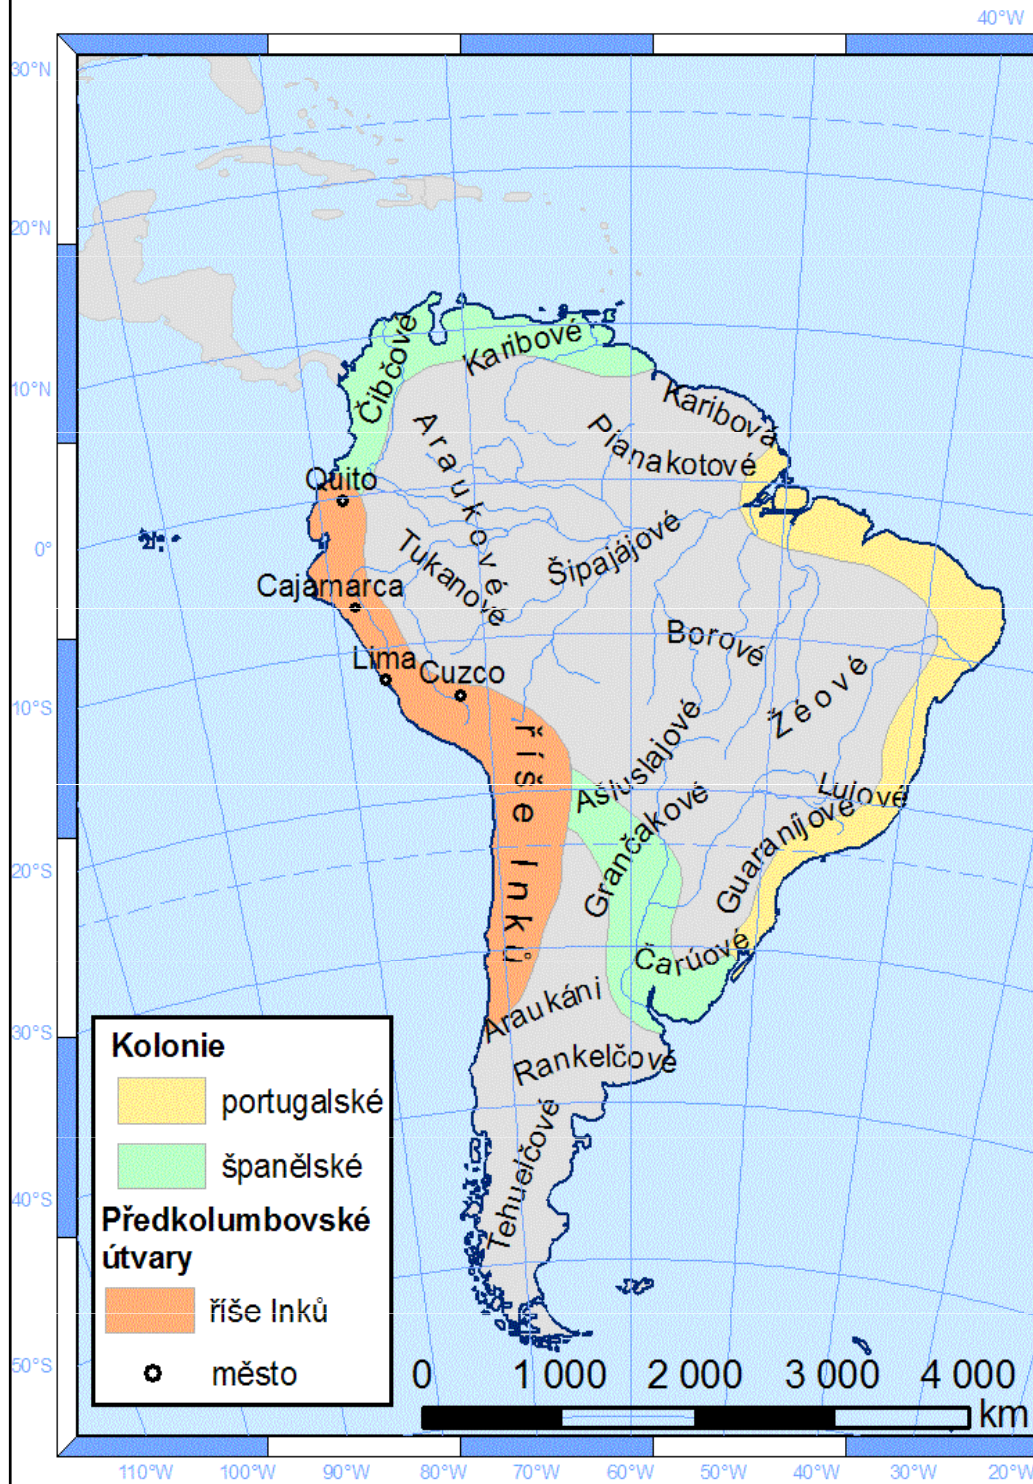 40°W
30°N
20°N
10°N
0°
10°S
20°S
30°S
40°S
50°S
Čibčové
Karibové
Karibová
Araukové
Pianakotové
Quito
Tukanové
Šipajájové
Cajamarca
Borové
Lima
Cuzco
Žéové
říše Inků
Ašluslajové
Grančakové
Lujové
Guaraníjové
Čarúové
Araukáni
Rankelčové
Tehuelčové
Kolonie
portugalské
španělské
Předkolumbovské
útvary
říše Inků
město
0 1 000 2 000 3 000 4 000
km
110°W 100°W 90°W 80°W 70°W 60°W 50°W 40°W 30°W 20°W